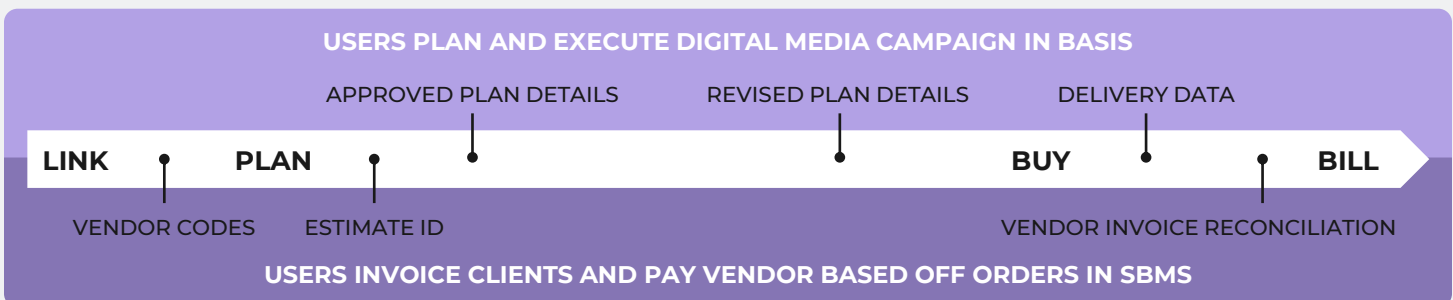 USERS PLAN AND EXECUTE DIGITAL MEDIA CAMPAIGN IN BASIS
APPROVED PLAN DETAILS REVISED PLAN DETAILS DELIVERY DATA
LINK PLAN BUY BILL
VENDOR CODES ESTIMATE ID VENDOR INVOICE RECONCILIATION
USERS INVOICE CLIENTS AND PAY VENDOR BASED OFF ORDERS IN SBMS